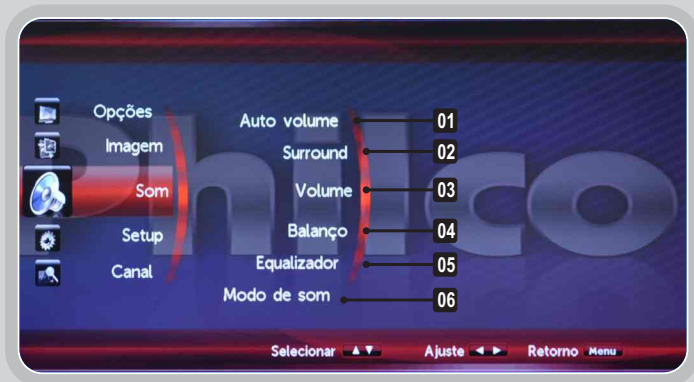 Philco
Opções
Imagem
Som
Setup
Canal
Auto volume 01
Surround 02
Volume 03
Balanço 04
Equalizador 05
Modo de som 06
Selecionar ▲▼ Ajuste ◄ ► Retorno Menu